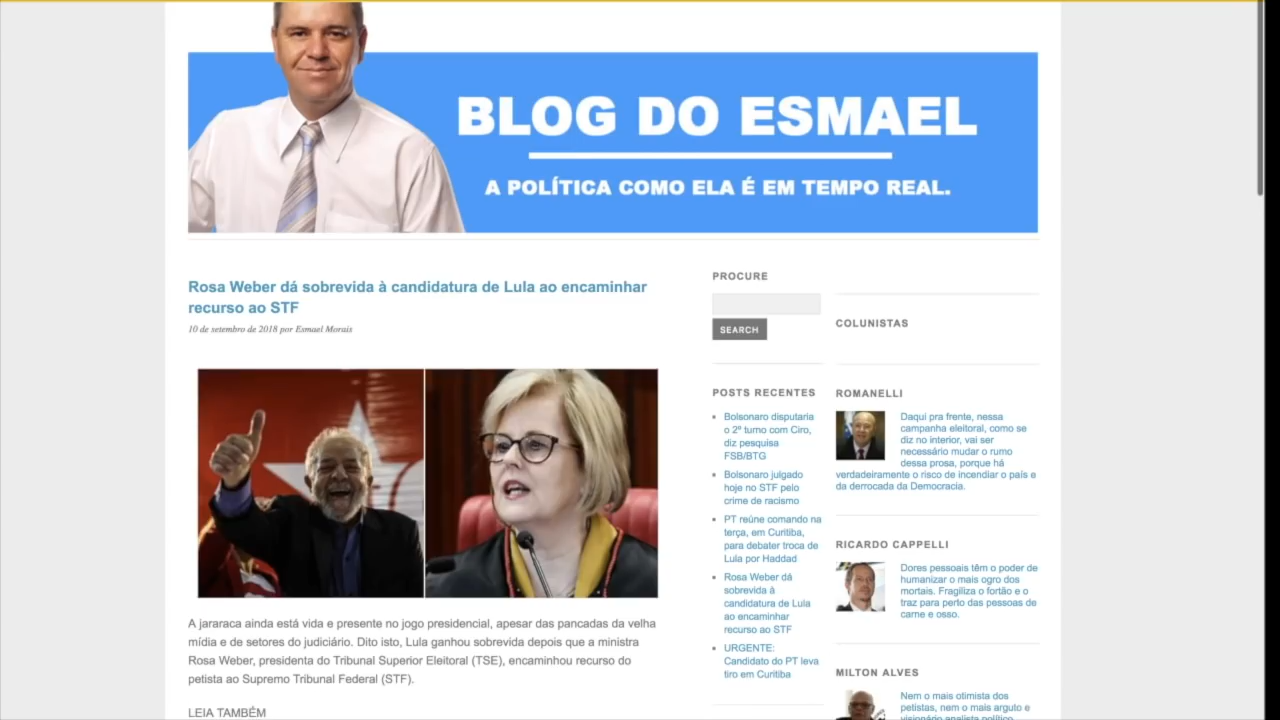 BLOG DO ESMAEL
A POLÍTICA COMO ELA É EM TEMPO REAL.
Rosa Weber dá sobrevida à candidatura de Lula ao encaminhar
recurso ao STF
10 de setembro de 2018 por Esmael Morais
A jararaca ainda está vida e presente no jogo presidencial, apesar das pancadas da velha
mídia e de setores do judiciário. Dito isto, Lula ganhou sobrevida depois que a ministra
Rosa Weber, presidenta do Tribunal Superior Eleitoral (TSE), encaminhou recurso do
petista ao Supremo Tribunal Federal (STF).
LEIA TAMBÉM
PROCURE
SEARCH
POSTS RECENTES
Bolsonaro disputaria
o 2º turno com Ciro,
diz pesquisa
FSB/BTG
Bolsonaro julgado
hoje no STF pelo
crime de racismo
PT reúne comando na
terça, em Curitiba,
para debater troca de
Lula por Haddad
Rosa Weber dá
sobrevida à
candidatura de Lula
ao encaminhar
recurso ao STF
URGENTE:
Candidato do PT leva
tiro em Curitiba
COLUNISTAS
ROMANELLI
Daqui pra frente, nessa
campanha eleitoral, como se
diz no interior, vai ser
necessário mudar o rumo
dessa prosa, porque há
verdadeiramente o risco de incendiar o país e
da derrocada da Democracia.
RICARDO CAPPELLI
Dores pessoais têm o poder de
humanizar o mais ogro dos
mortais. Fragiliza o fortão e o
traz para perto das pessoas de
carne e osso.
MILTON ALVES
Nem o mais otimista dos
petistas, nem o mais arguto e
visionário analista político